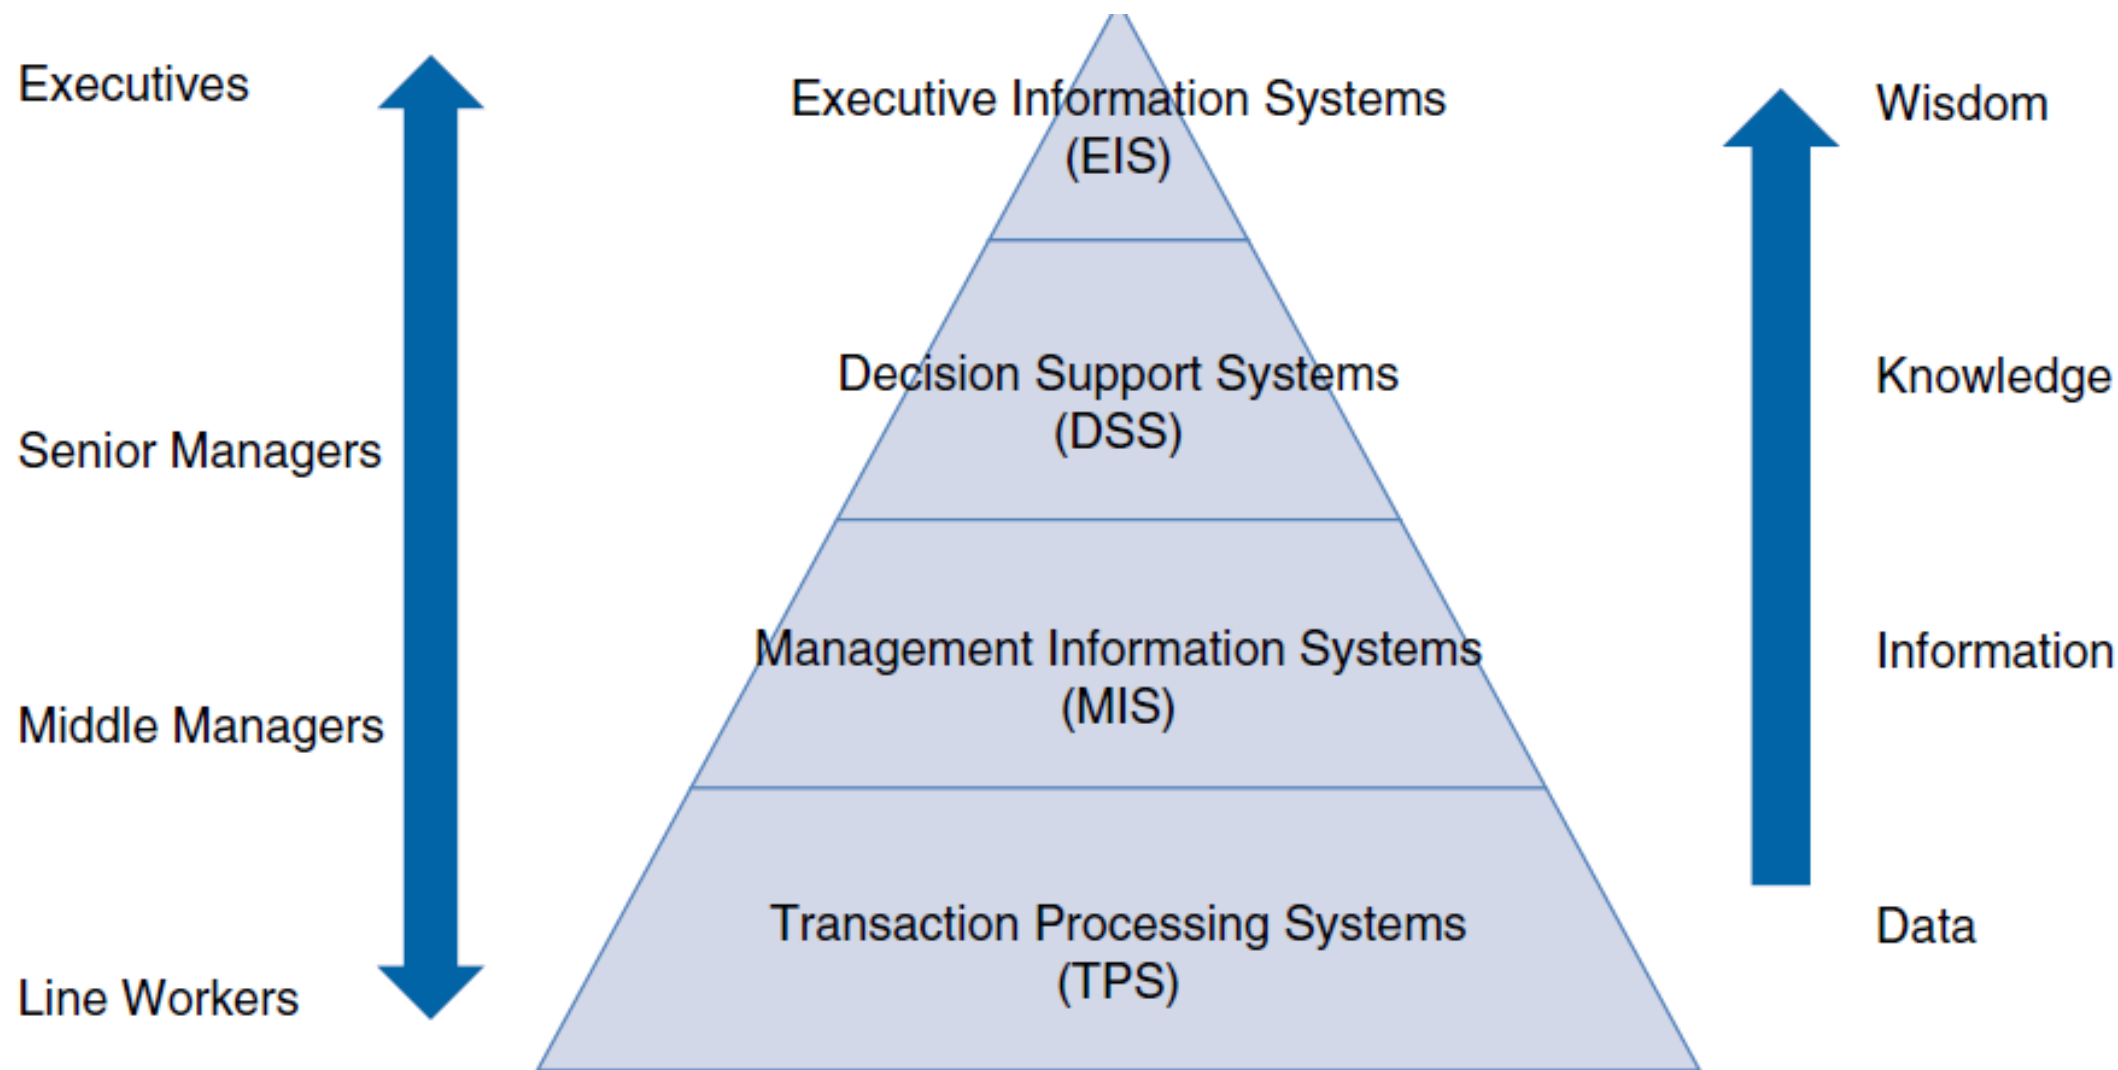 Executives
Senior Managers
Middle Managers
Line Workers
Executive Information Systems
(EIS)
Decision Support Systems
(DSS)
Management Information Systems
(MIS)
Transaction Processing Systems
(TPS)
Wisdom
Knowledge
Information
Data